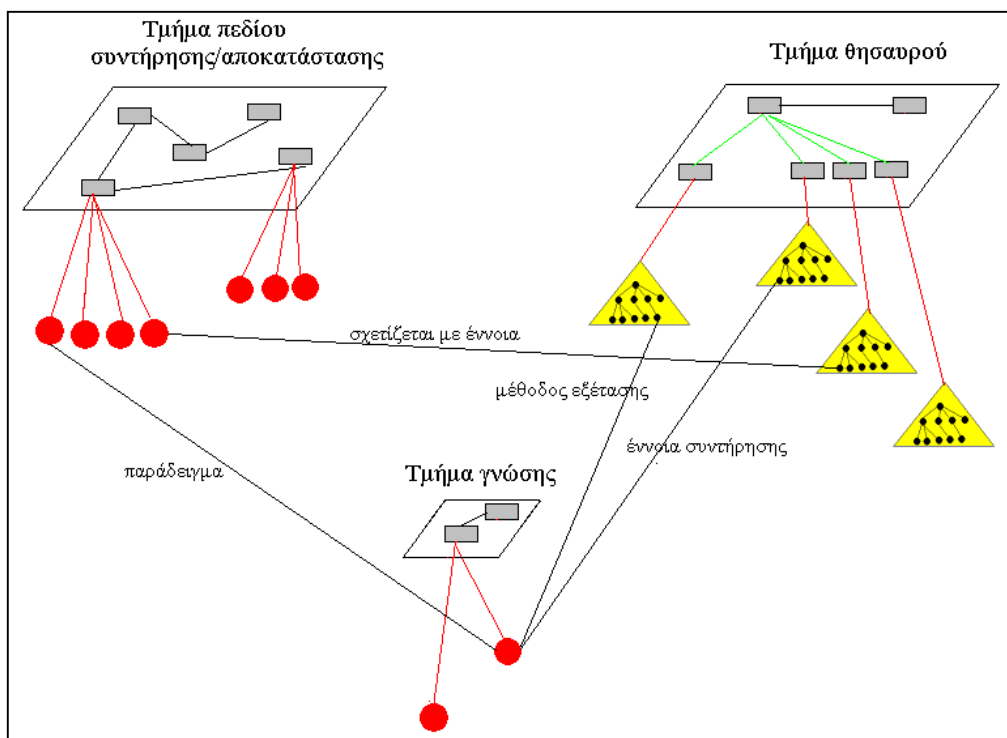 Τμήμα πεδίου
συντήρησης/αποκατάστασης
Τμήμα θησαυρού
σχετίζεται με έννοια
μέθοδος εξέτασης
έννοια συντήρησης
παράδειγμα
Τμήμα γνώσης